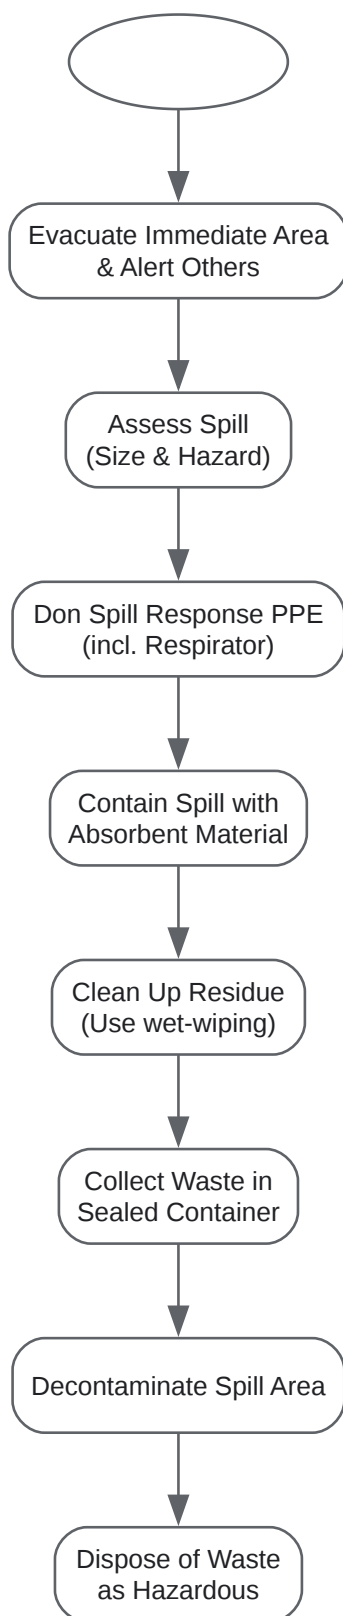 Evacuate Immediate Area
& Alert Others
Assess Spill
(Size & Hazard)
Don Spill Response PPE
(incl. Respirator)
Contain Spill with
Absorbent Material
Clean Up Residue
(Use wet-wiping)
Collect Waste in
Sealed Container
Decontaminate Spill Area
Dispose of Waste
as Hazardous